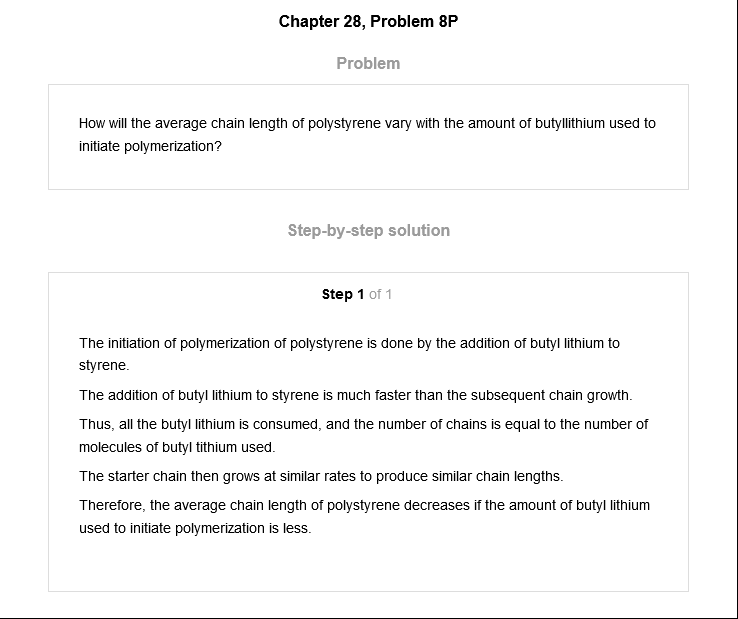 Chapter 28, Problem 8P
Problem
How will the average chain length of polystyrene vary with the amount of butyllithium used to
initiate polymerization?
Step-by-step solution
Step 1 of 1
The initiation of polymerization of polystyrene is done by the addition of butyl lithium to
styrene.
The addition of butyl lithium to styrene is much faster than the subsequent chain growth.
Thus, all the butyl lithium is consumed, and the number of chains is equal to the number of
molecules of butyl tithium used.
The starter chain then grows at similar rates to produce similar chain lengths.
Therefore, the average chain length of polystyrene decreases if the amount of butyl lithium
used to initiate polymerization is less.